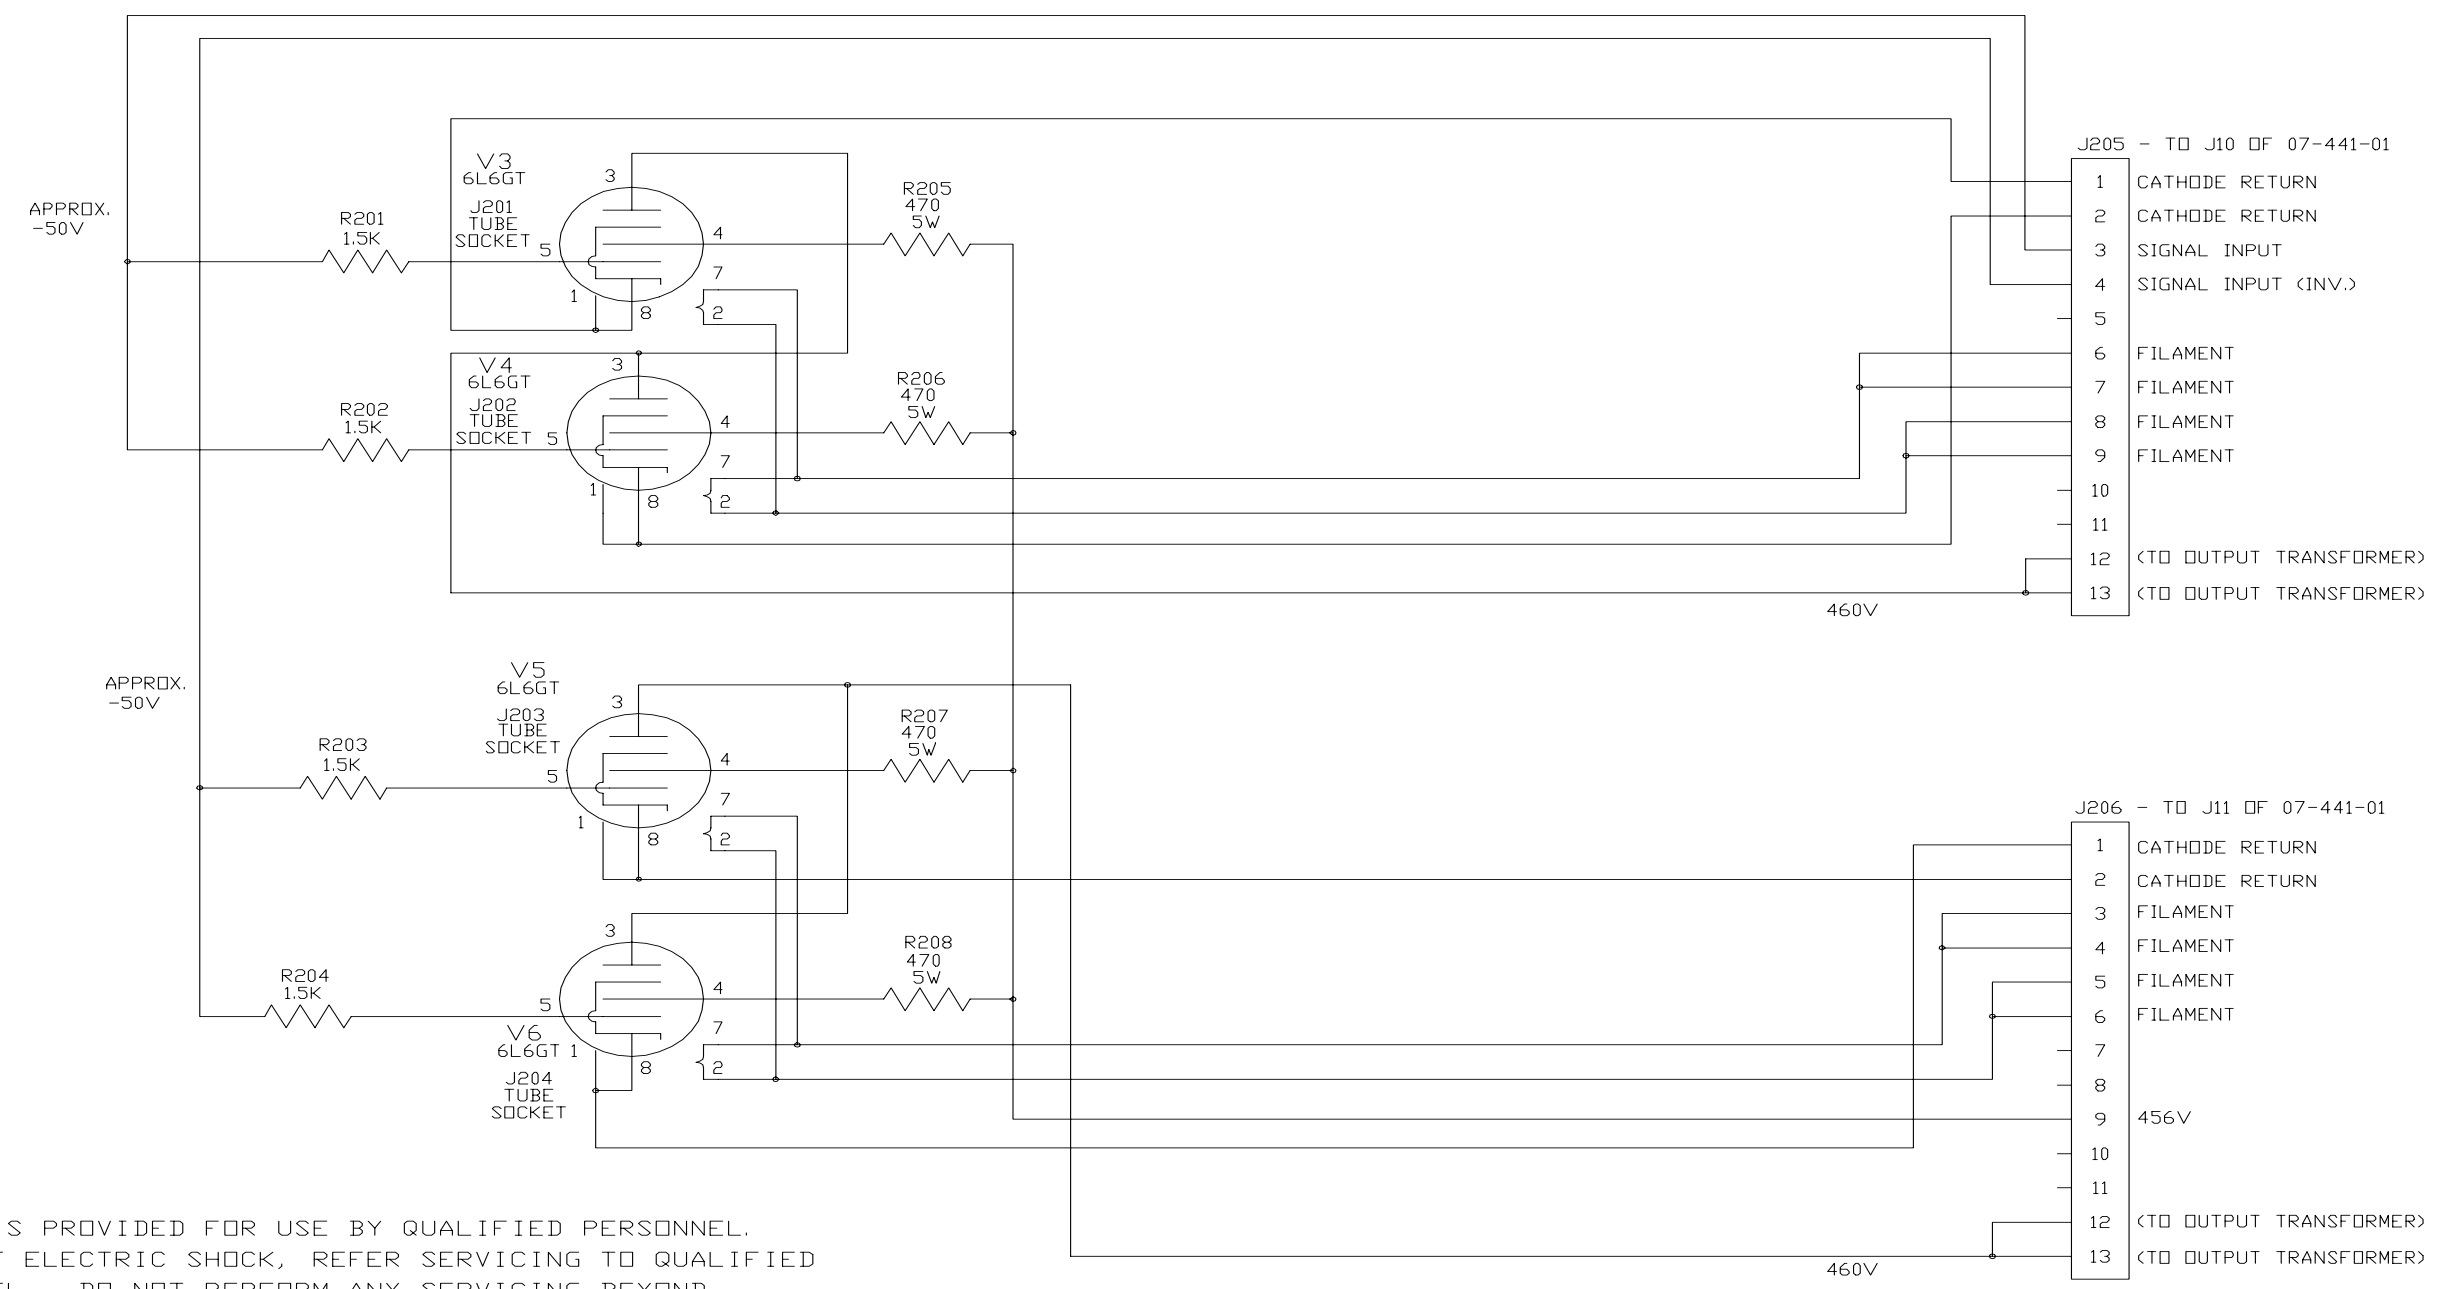 J205 - TO J10 OF 07-441-01
1 CATHODE RETURN
2 CATHODE RETURN
3 SIGNAL INPUT
4 SIGNAL INPUT (INV.)
5
6 FILAMENT
7 FILAMENT
8 FILAMENT
9 FILAMENT
10
11
12 (TO OUTPUT TRANSFORMER)
13 (TO OUTPUT TRANSFORMER)
460V
APPROX.
-50V
R201
1.5K
V3
6L6GT
J201
TUBE
SOCKET
3
5
4
7
1
8
2
R205
470
5W
R202
1.5K
V4
6L6GT
J202
TUBE
SOCKET
3
5
4
7
1
8
2
R206
470
5W
APPROX.
-50V
R203
1.5K
V5
6L6GT
J203
TUBE
SOCKET
3
5
4
7
1
8
2
R207
470
5W
R204
1.5K
3
5
4
V6
6L6GT
1
7
8
2
J204
TUBE
SOCKET
R208
470
5W
J206 - TO J11 OF 07-441-01
1 CATHODE RETURN
2 CATHODE RETURN
3 FILAMENT
4 FILAMENT
5 FILAMENT
6 FILAMENT
7
8
9 456V
10
11
12 (TO OUTPUT TRANSFORMER)
13 (TO OUTPUT TRANSFORMER)
460V
S PROVIDED FOR USE BY QUALIFIED PERSONNEL.
T ELECTRIC SHOCK, REFER SERVICING TO QUALIFIED
DO NOT PERFORM ANY SERVICING BEYOND